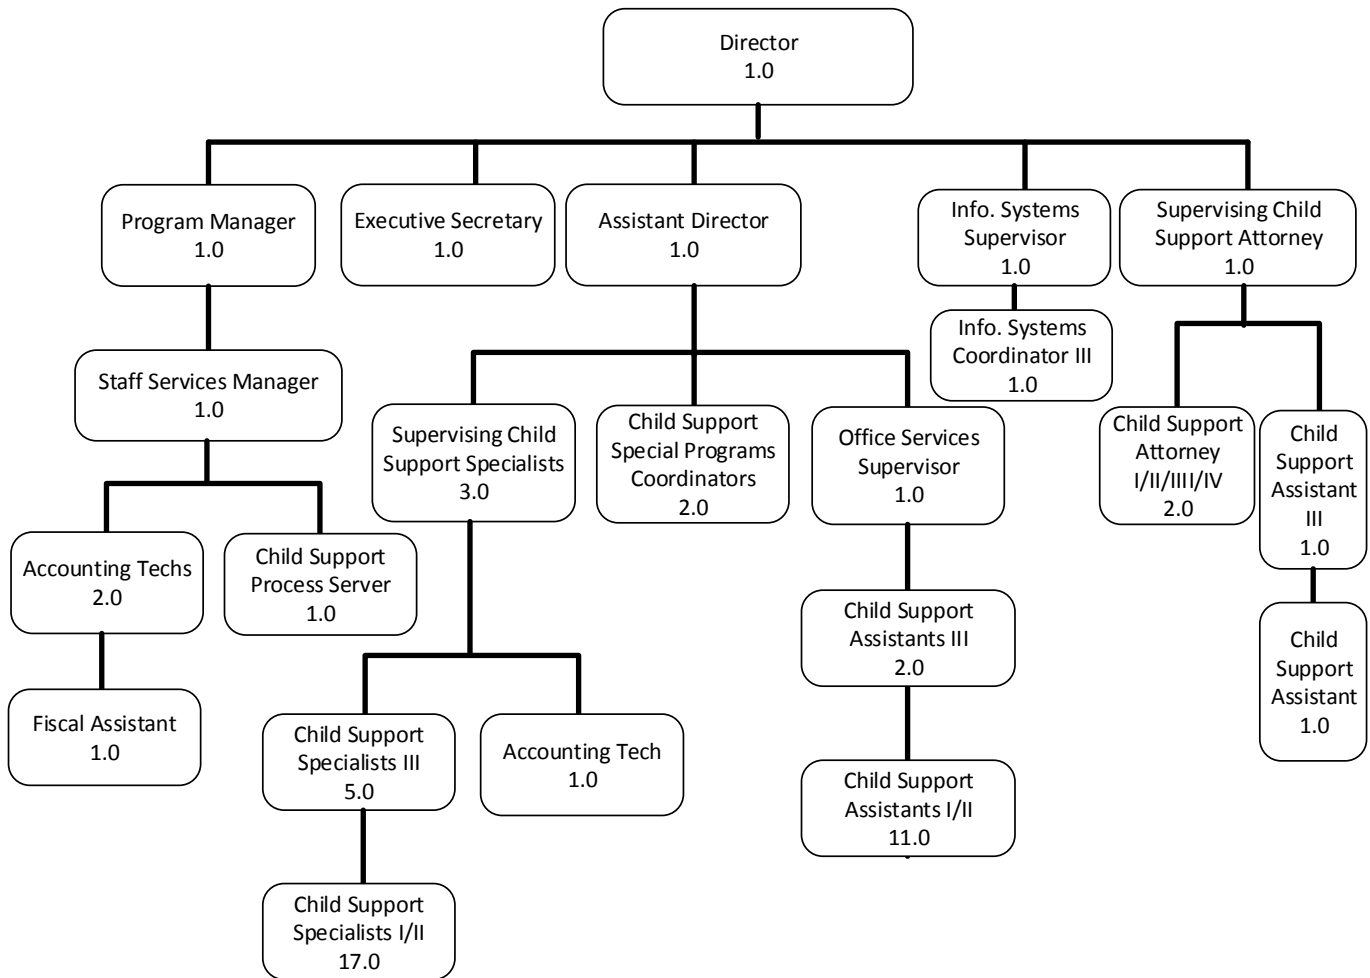 Director
1.0
Program Manager
1.0
Executive Secretary
1.0
Assistant Director
1.0
Info. Systems
Supervisor
1.0
Supervising Child
Support Attorney
1.0
Info. Systems
Coordinator III
1.0
Staff Services Manager
1.0
Supervising Child
Support Specialists
3.0
Child Support
Special Programs
Coordinators
2.0
Office Services
Supervisor
1.0
Child Support
Attorney
I/II/IIII/IV
2.0
Child
Support
Assistant
III
1.0
Accounting Techs
2.0
Child Support
Process Server
1.0
Child Support
Assistants III
2.0
Child
Support
Assistant
1.0
Fiscal Assistant
1.0
Child Support
Specialists III
5.0
Accounting Tech
1.0
Child Support
Assistants I/II
11.0
Child Support
Specialists I/II
17.0